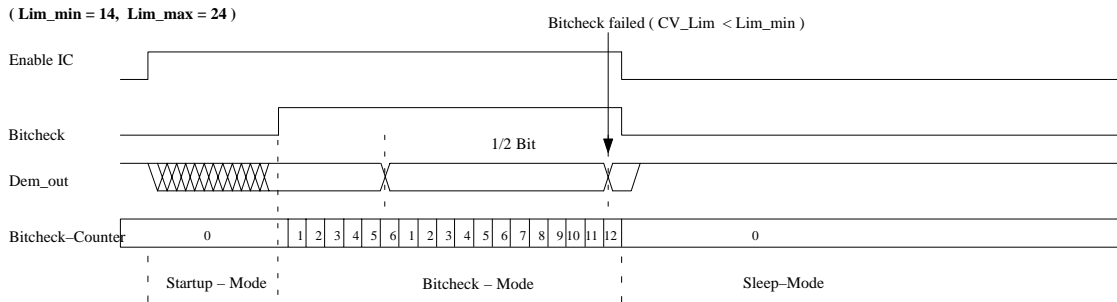 ( Lim_min = 14, Lim_max = 24 )
Bitcheck failed ( CV_Lim < Lim_min )
Enable IC
Bitcheck
1/2 Bit
Dem_out
Bitcheck–Counter 0 1 2 3 4 5 6 1 2 3 4 5 6 7 8 9 10 11 12 0
Startup – Mode Bitcheck – Mode Sleep–Mode